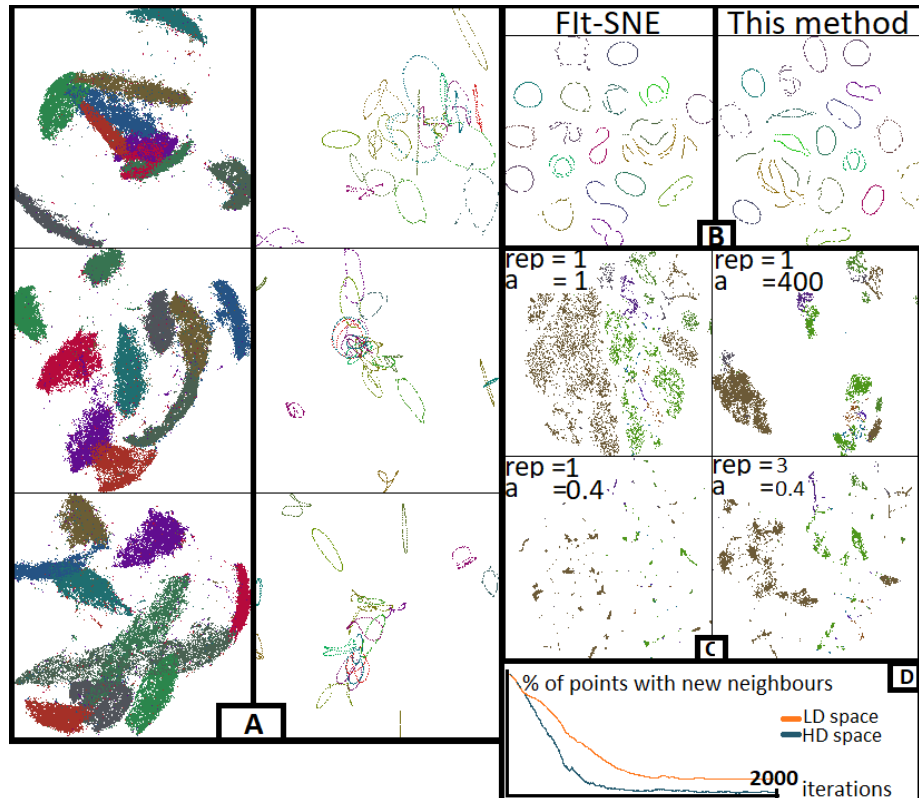 FIt-SNE
This method
A
B
rep = 1
a = 1
rep = 1
a = 400
rep = 1
a =0.4
rep = 3
a =0.4
C
D
% of points with new neighbours
LD space
HD space
2000
iterations